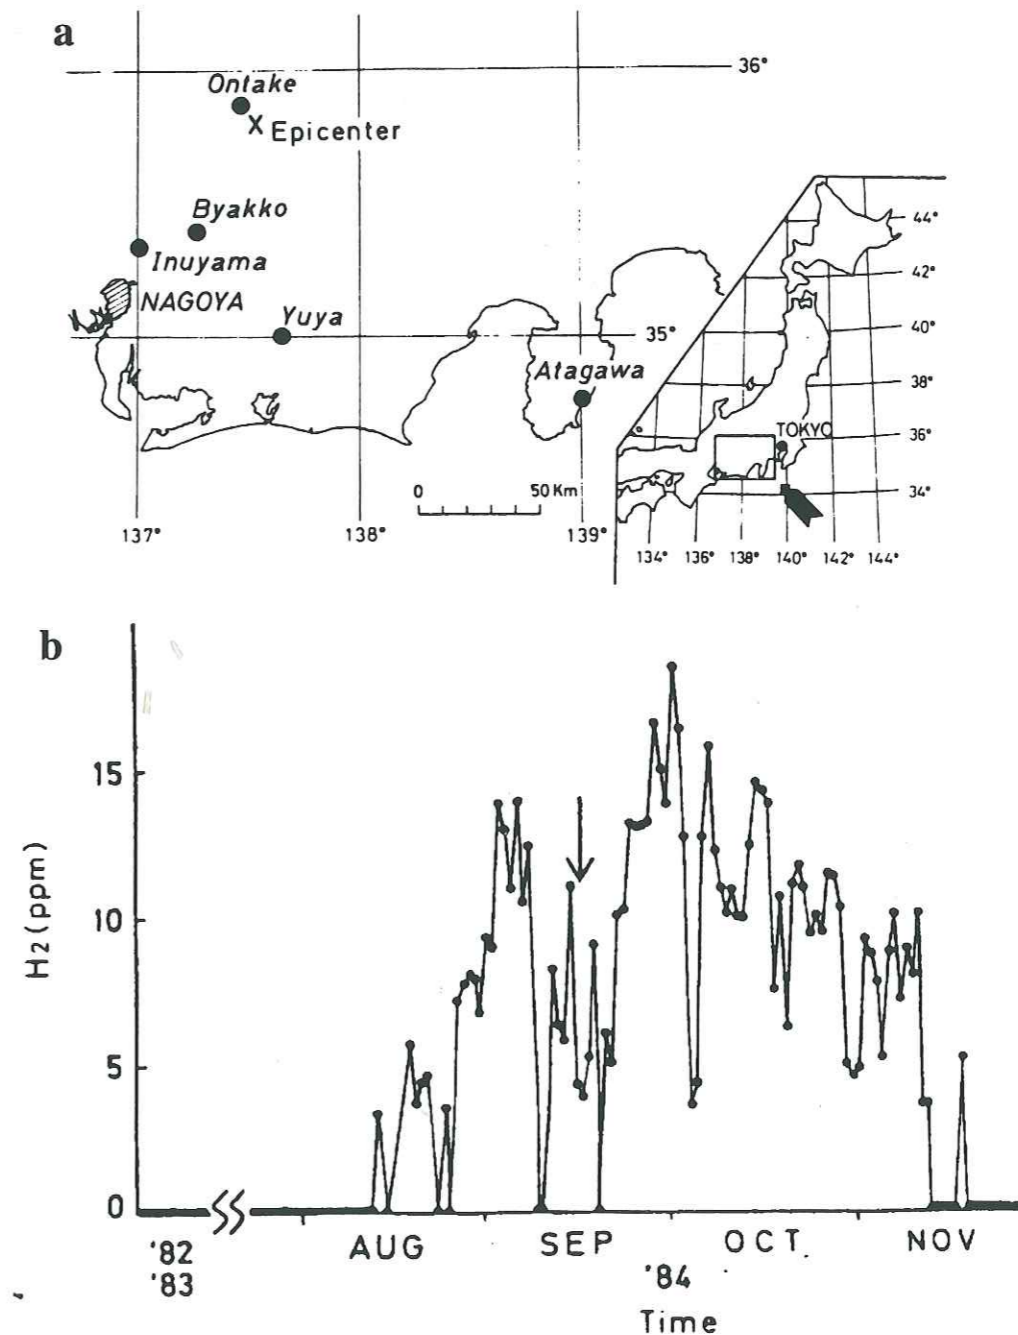 a
36°
Ontake
X Epicenter
Byakko
Inuyama
NAGOYA
Yuya
35°
Atagawa
0 50 Km
137° 138° 139°
44°
42°
40°
38°
36°
TOKYO
34°
134° 136° 138° 140° 142° 144°
b
H2 (ppm)
15
10
5
0
'82
'83
AUG SEP OCT. NOV
'84
Time